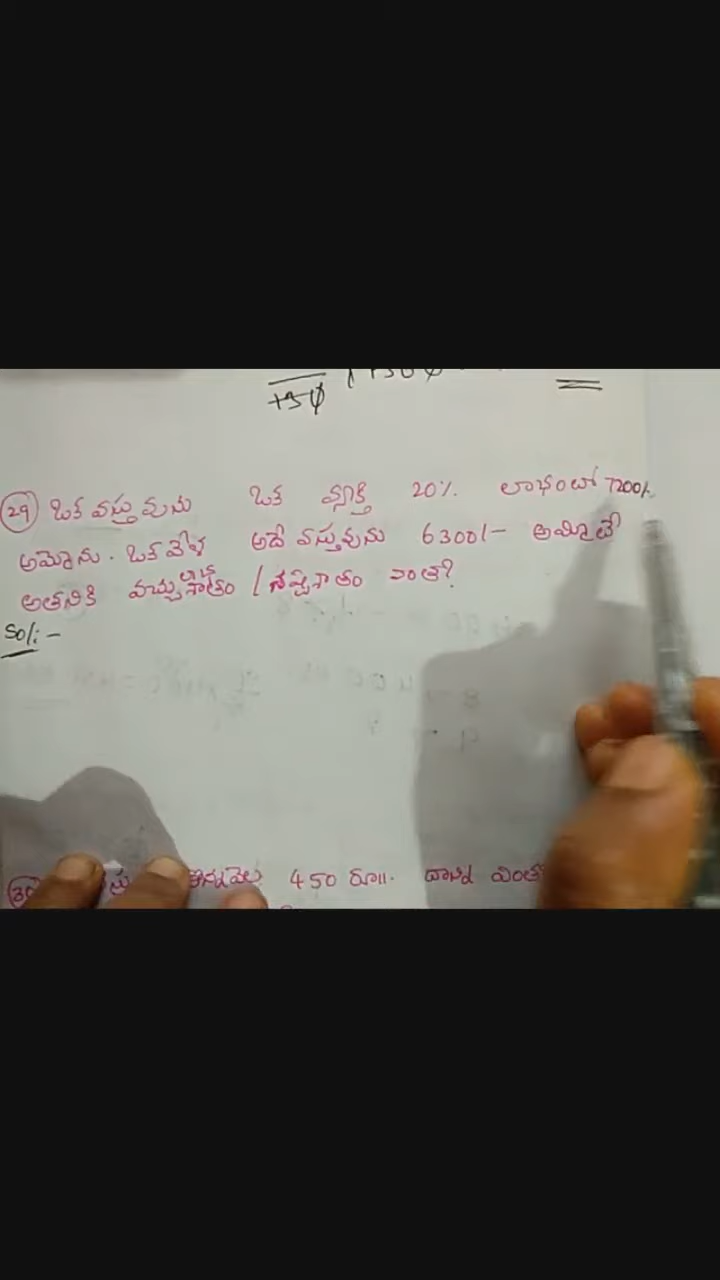 29 ఒక వస్తువును ఒక వ్యక్తి 20% లాభంతో 7200/-
అమ్మెను. ఒకవేళ అదే వస్తువును 6300/- అమ్మితే
అతనికి వచ్చు లాభశాతం / నష్టశాతం ఎంత?
Sol:-
30 450 రూ॥. దానిని